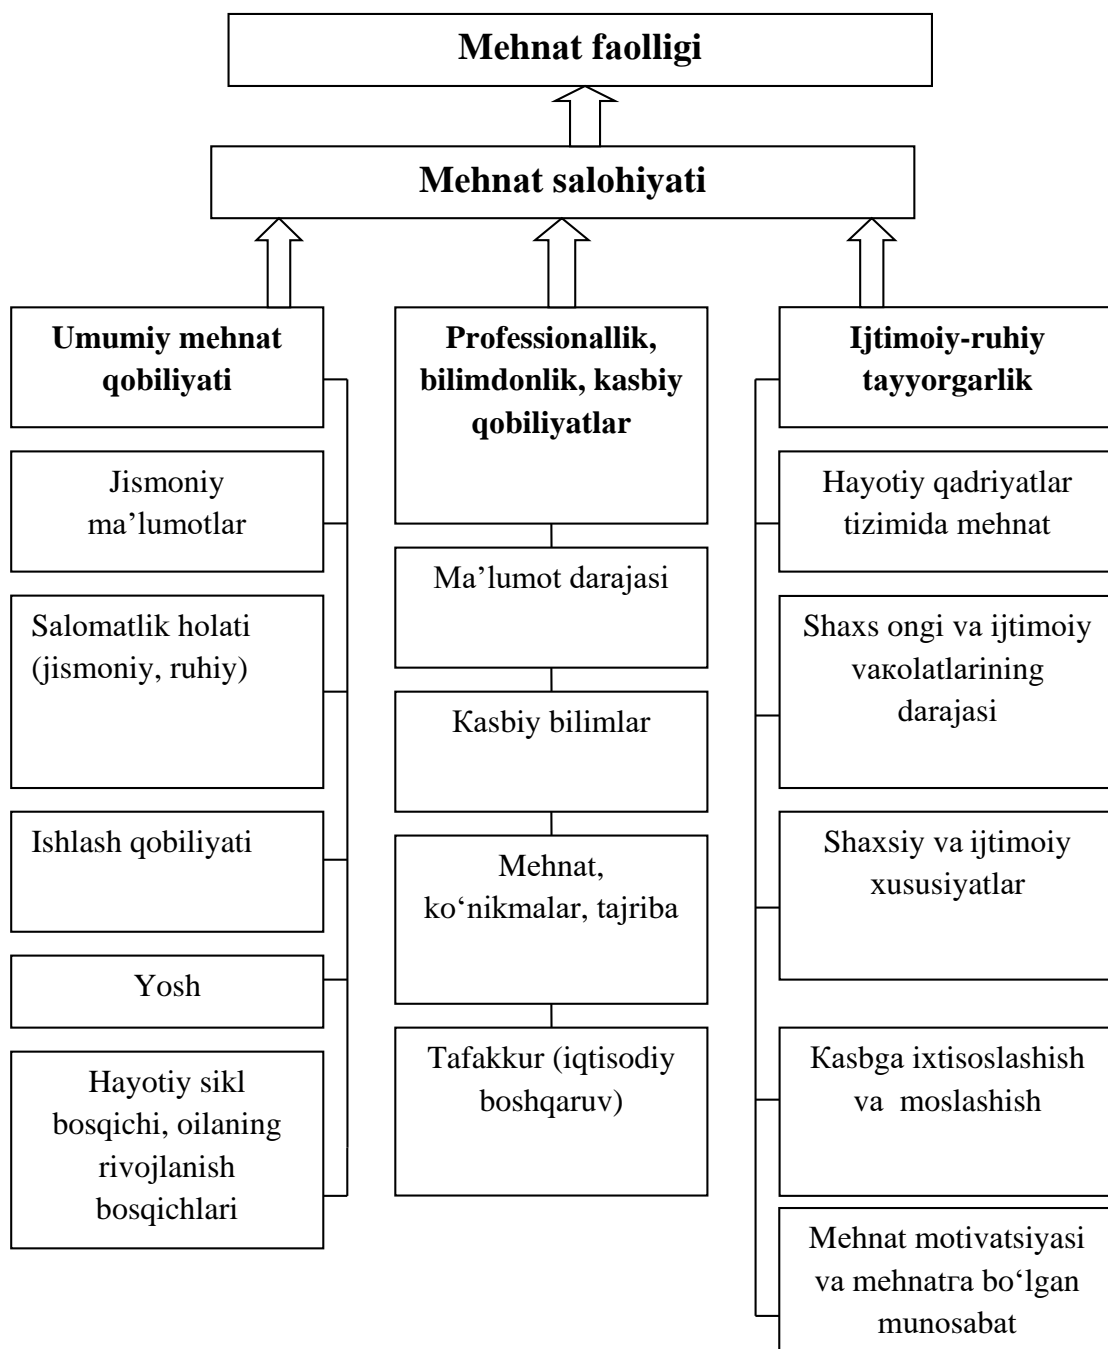 Mehnat faolligi
Mehnat salohiyati
Umumiy mehnat
qobiliyati
Jismoniy
ma’lumotlar
Salomatlik holati
(jismoniy, ruhiy)
Ishlash qobiliyati
Yosh
Hayotiy sikl
bosqichi, oilaning
rivojlanish
bosqichlari
Professionallik,
bilimdonlik, kasbiy
qobiliyatlar
Ma’lumot darajasi
Kasbiy bilimlar
Mehnat,
ko‘nikmalar, tajriba
Tafakkur (iqtisodiy
boshqaruv)
Ijtimoiy-ruhiy
tayyorgarlik
Hayotiy qadriyatlar
tizimida mehnat
Shaxs ongi va ijtimoiy
vaкolatlarining
darajasi
Shaxsiy va ijtimoiy
xususiyatlar
Kasbga ixtisoslashish
va  moslashish
Mehnat motivatsiyasi
va mehnatга bo‘lgan
munosabat